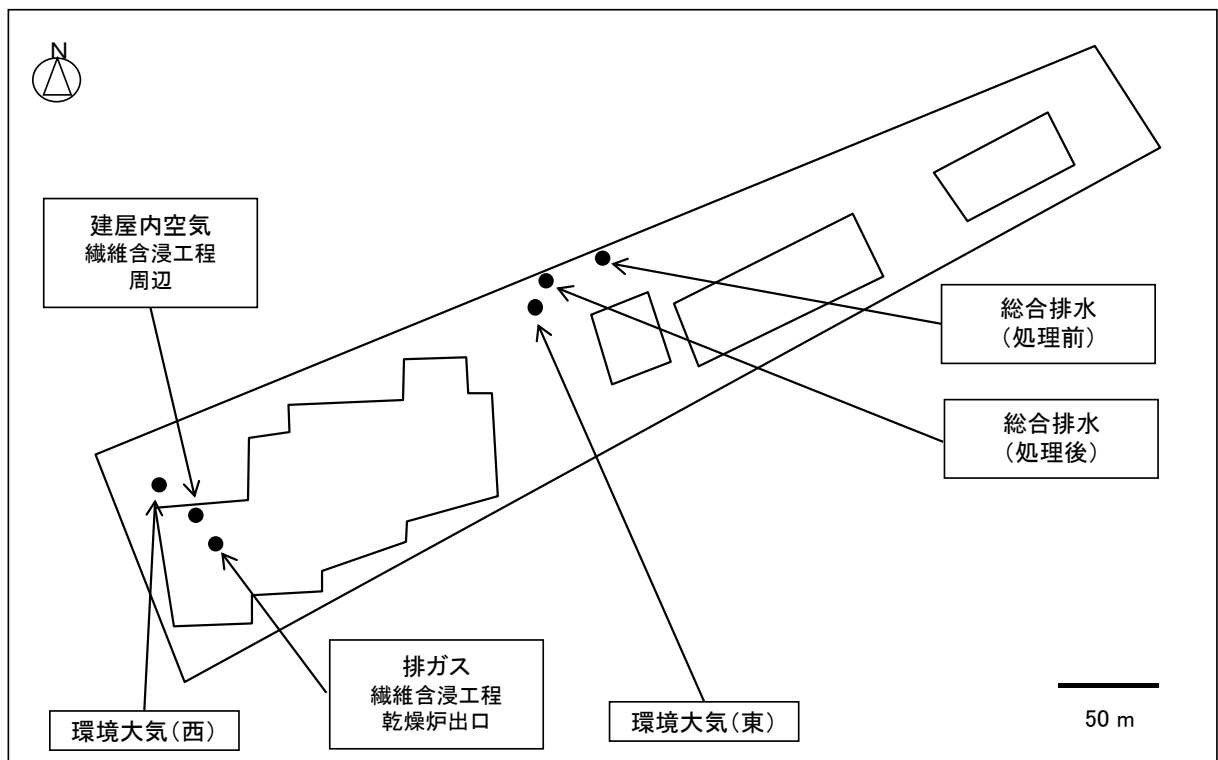 N
建屋内空気
繊維含浸工程
周辺
総合排水
（処理前）
総合排水
（処理後）
排ガス
繊維含浸工程
乾燥炉出口
環境大気（西）
環境大気（東）
50 m